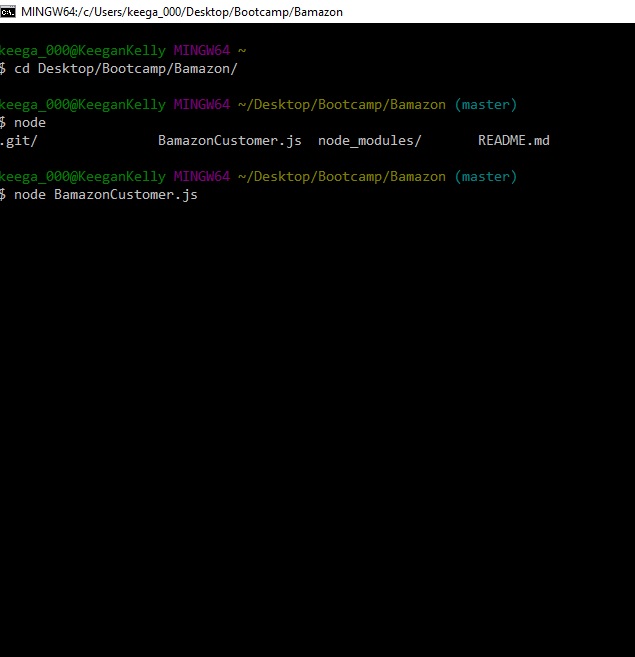 MINGW64:/c/Users/keega_000/Desktop/Bootcamp/Bamazon
keega_000@KeeganKelly MINGW64 ~
$ cd Desktop/Bootcamp/Bamazon/
keega_000@KeeganKelly MINGW64 ~/Desktop/Bootcamp/Bamazon (master)
$ node
.git/ BamazonCustomer.js node_modules/ README.md
keega_000@KeeganKelly MINGW64 ~/Desktop/Bootcamp/Bamazon (master)
$ node BamazonCustomer.js